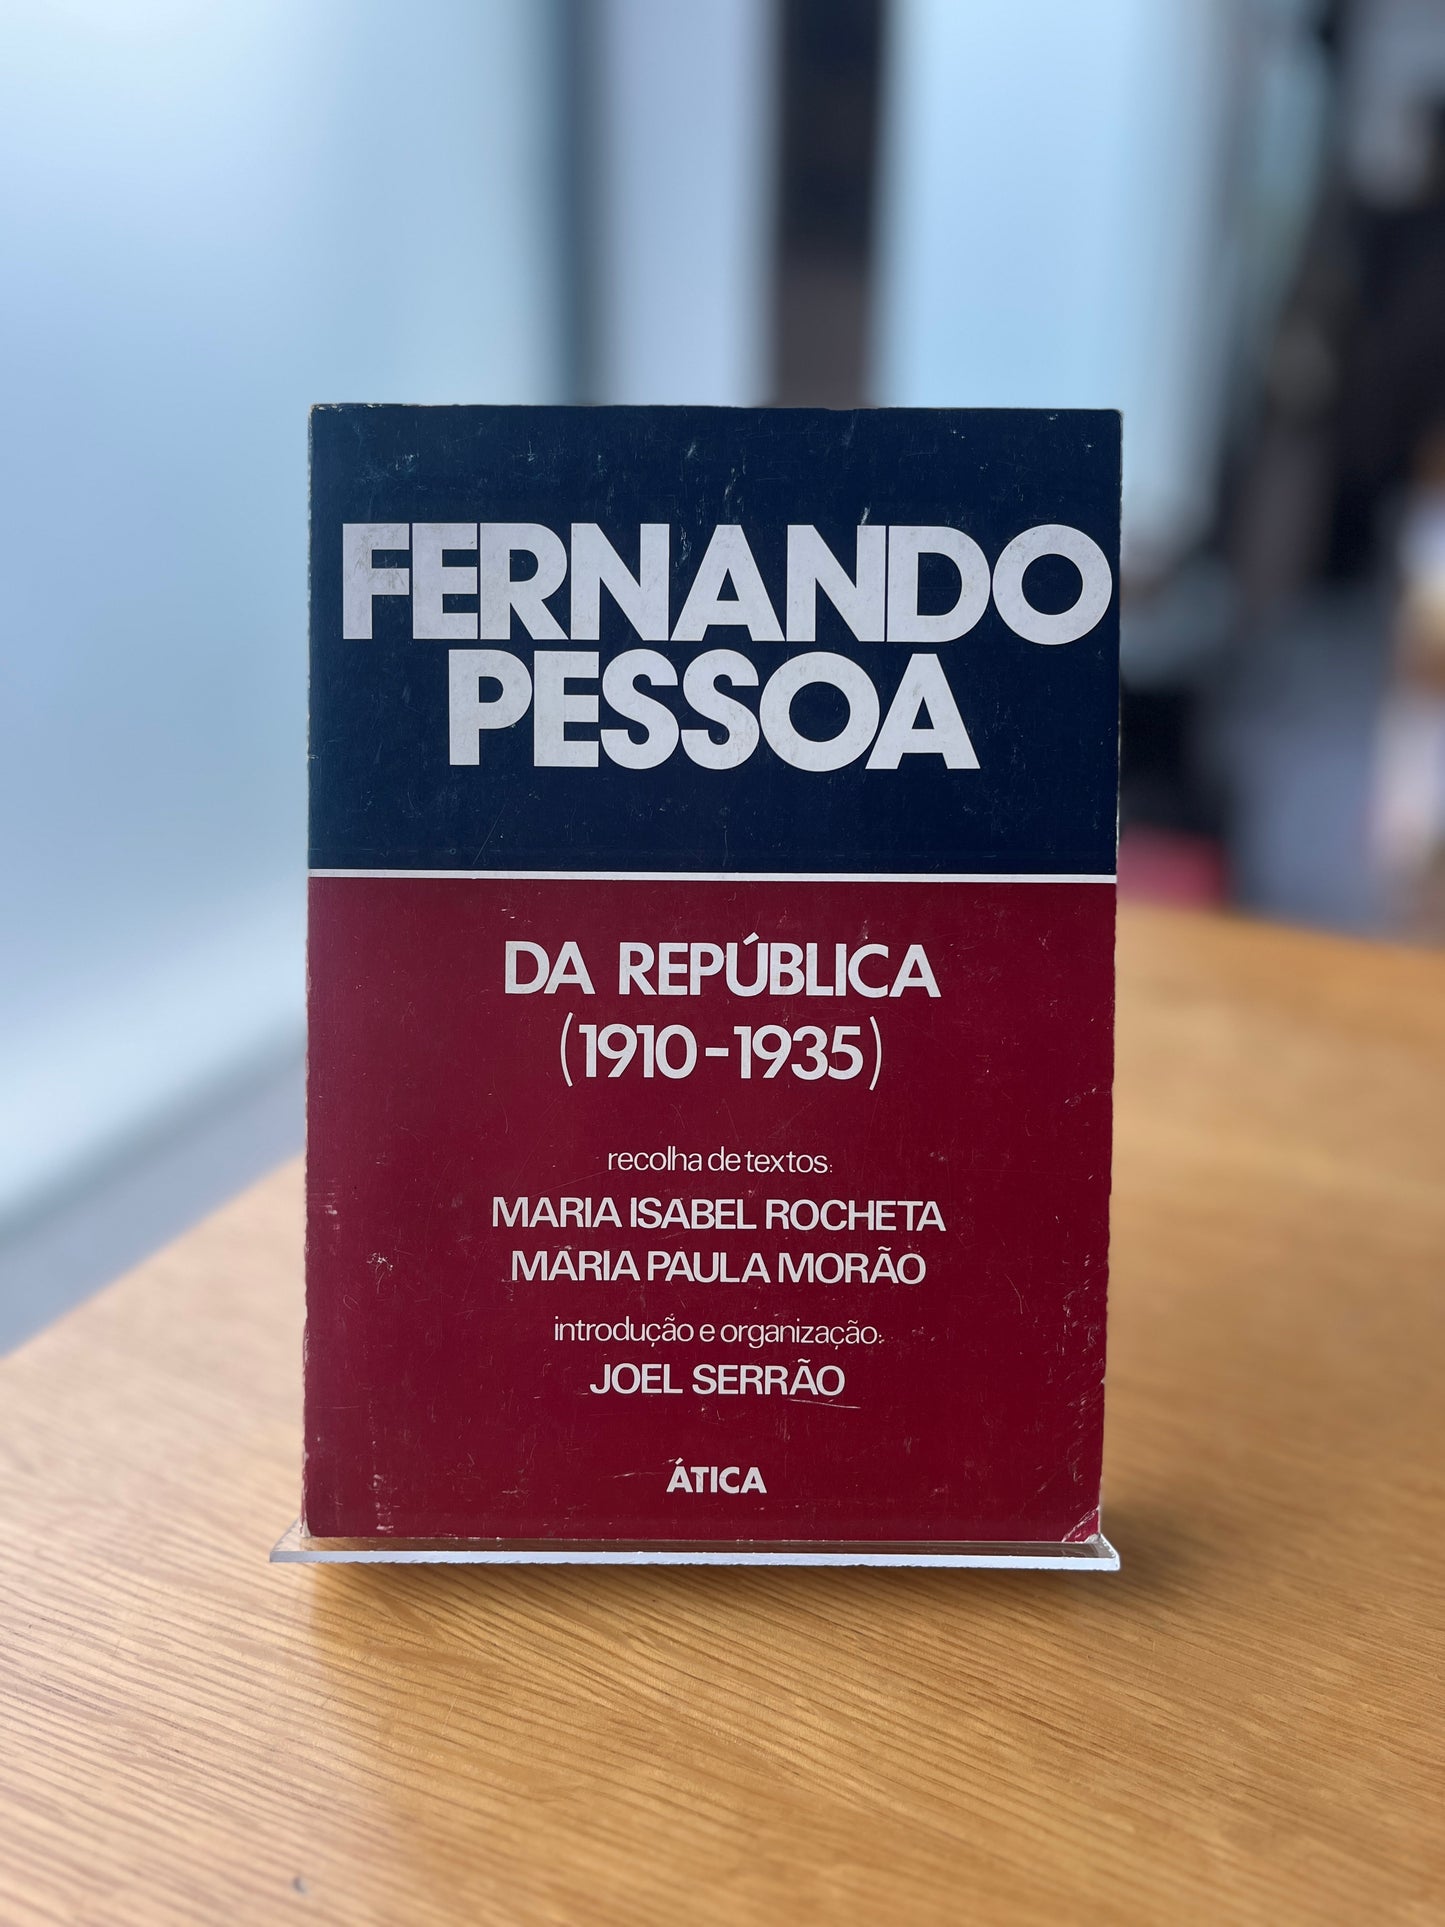 FERNANDO
PESSOA
DA REPÚBLICA
(1910-1935)
recolha de textos:
MARIA ISABEL ROCHETA
MARIA PAULA MORÃO
introdução e organização:
JOEL SERRÃO
ÁTICA